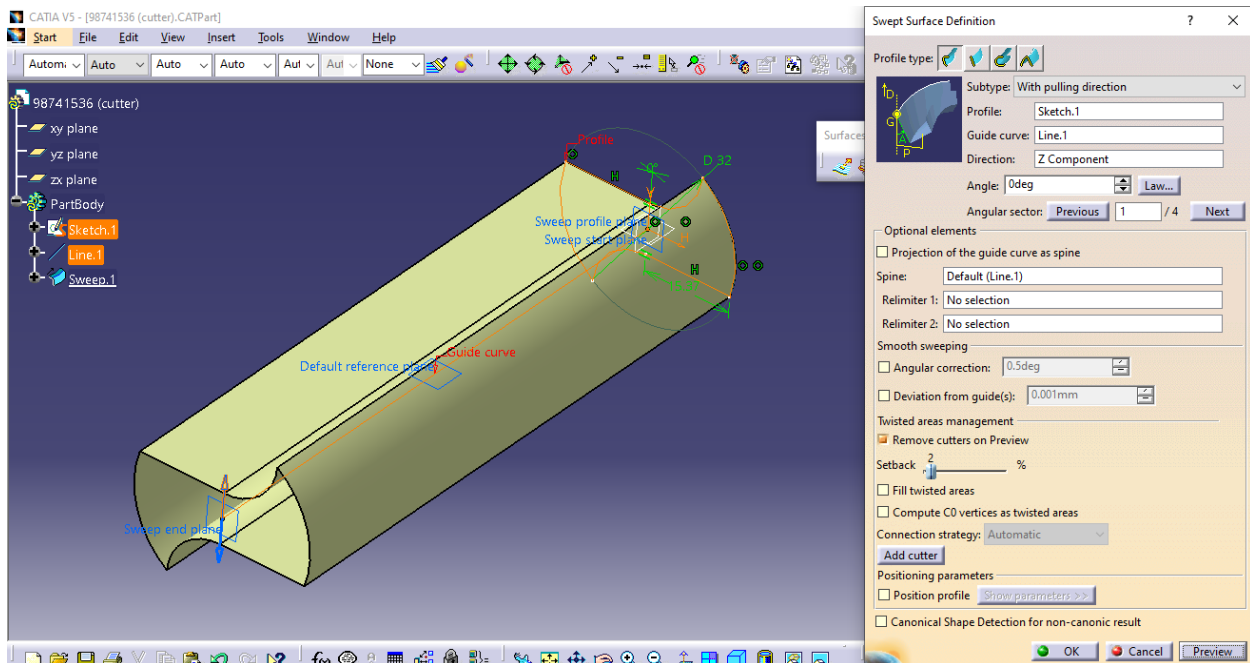 CATIA V5 - [98741536 (cutter).CATPart]
Start File Edit View Insert Tools Window Help
Auto Auto Auto Aut Aut None
98741536 (cutter)
xy plane
yz plane
zx plane
PartBody
Sketch.1
Line.1
Sweep.1
Profile
H
D 32
Sweep profile plane
Sweep start plane
H
H
Guide curve
Default reference plane
Sweep end plane
Surfaces
Swept Surface Definition
Profile type:
D
G
A
P
Subtype: With pulling direction
Profile: Sketch.1
Guide curve: Line.1
Direction: Z Component
Angle: 0deg Law...
Angular sector: Previous 1 / 4 Next
Optional elements
Projection of the guide curve as spine
Spine: Default (Line.1)
Relimiter 1: No selection
Relimiter 2: No selection
Smooth sweeping
Angular correction: 0.5deg
Deviation from guide(s): 0.001mm
Twisted areas management
Remove cutters on Preview
2
Setback %
Fill twisted areas
Compute C0 vertices as twisted areas
Connection strategy: Automatic
Add cutter
Positioning parameters
Position profile Show parameters >>
Canonical Shape Detection for non-canonic result
OK Cancel Preview